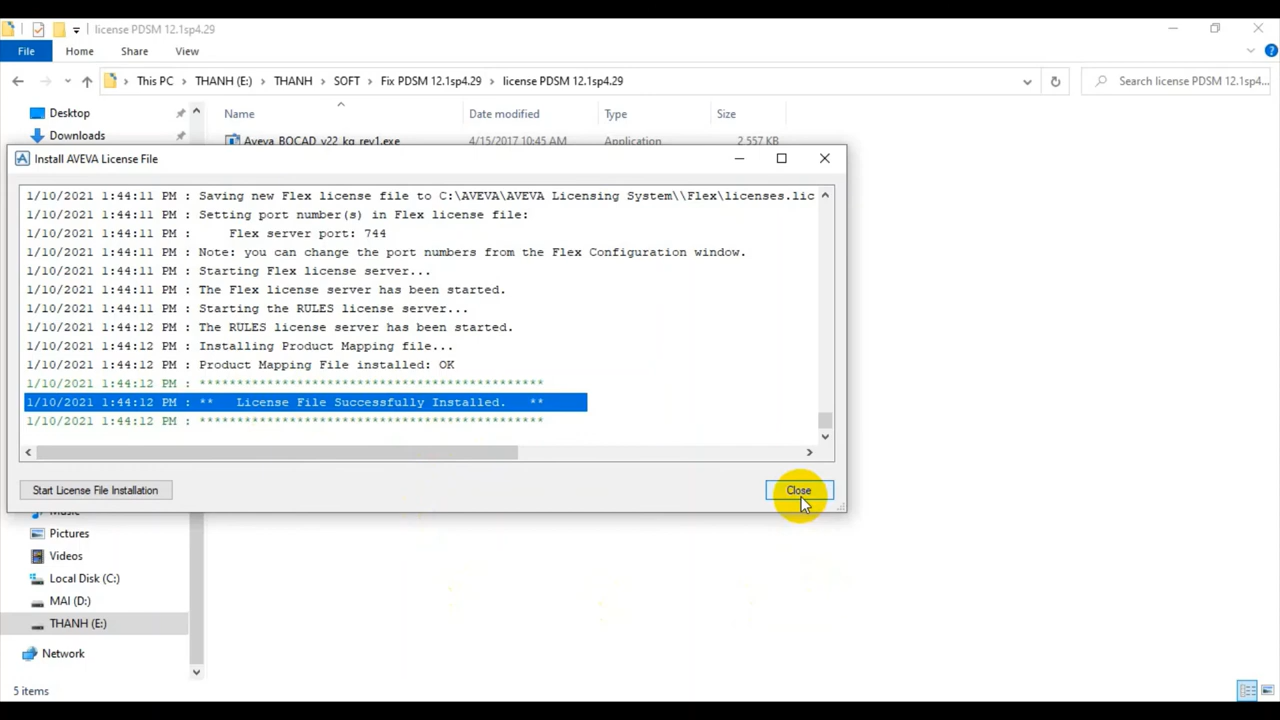 license PDSM 12.1sp4.29
File Home Share View
This PC THANH (E:) THANH SOFT Fix PDSM 12.1sp4.29 license PDSM 12.1sp4.29 Search license PDSM 12.1sp4...
Desktop
Downloads
Name Date modified Type Size
Aveva_BOCAD_v22_kg_rev1.exe 4/15/2017 10:45 AM Application 2,557 KB
Install AVEVA License File
1/10/2021 1:44:11 PM : Saving new Flex license file to C:\AVEVA\AVEVA Licensing System\\Flex\licenses.lic
1/10/2021 1:44:11 PM : Setting port number(s) in Flex license file:
1/10/2021 1:44:11 PM : Flex server port: 744
1/10/2021 1:44:11 PM : Note: you can change the port numbers from the Flex Configuration window.
1/10/2021 1:44:11 PM : Starting Flex license server...
1/10/2021 1:44:11 PM : The Flex license server has been started.
1/10/2021 1:44:11 PM : Starting the RULES license server...
1/10/2021 1:44:12 PM : The RULES license server has been started.
1/10/2021 1:44:12 PM : Installing Product Mapping file...
1/10/2021 1:44:12 PM : Product Mapping File installed: OK
1/10/2021 1:44:12 PM : **********************************************
1/10/2021 1:44:12 PM : ** License File Successfully Installed. **
1/10/2021 1:44:12 PM : **********************************************
Start License File Installation Close
Music
Pictures
Videos
Local Disk (C:)
MAI (D:)
THANH (E:)
Network
5 items